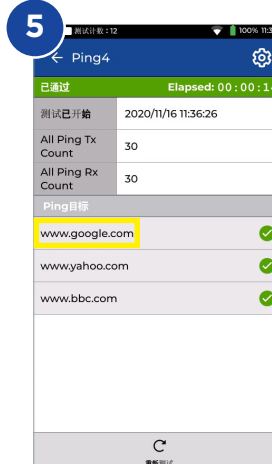 5
测试计数：12
100% 11:3
Ping4
已通过
Elapsed: 00:00:14
测试已开始
2020/11/16 11:36:26
All Ping Tx Count
30
All Ping Rx Count
30
Ping目标
www.google.com
www.yahoo.com
www.bbc.com
重新测试